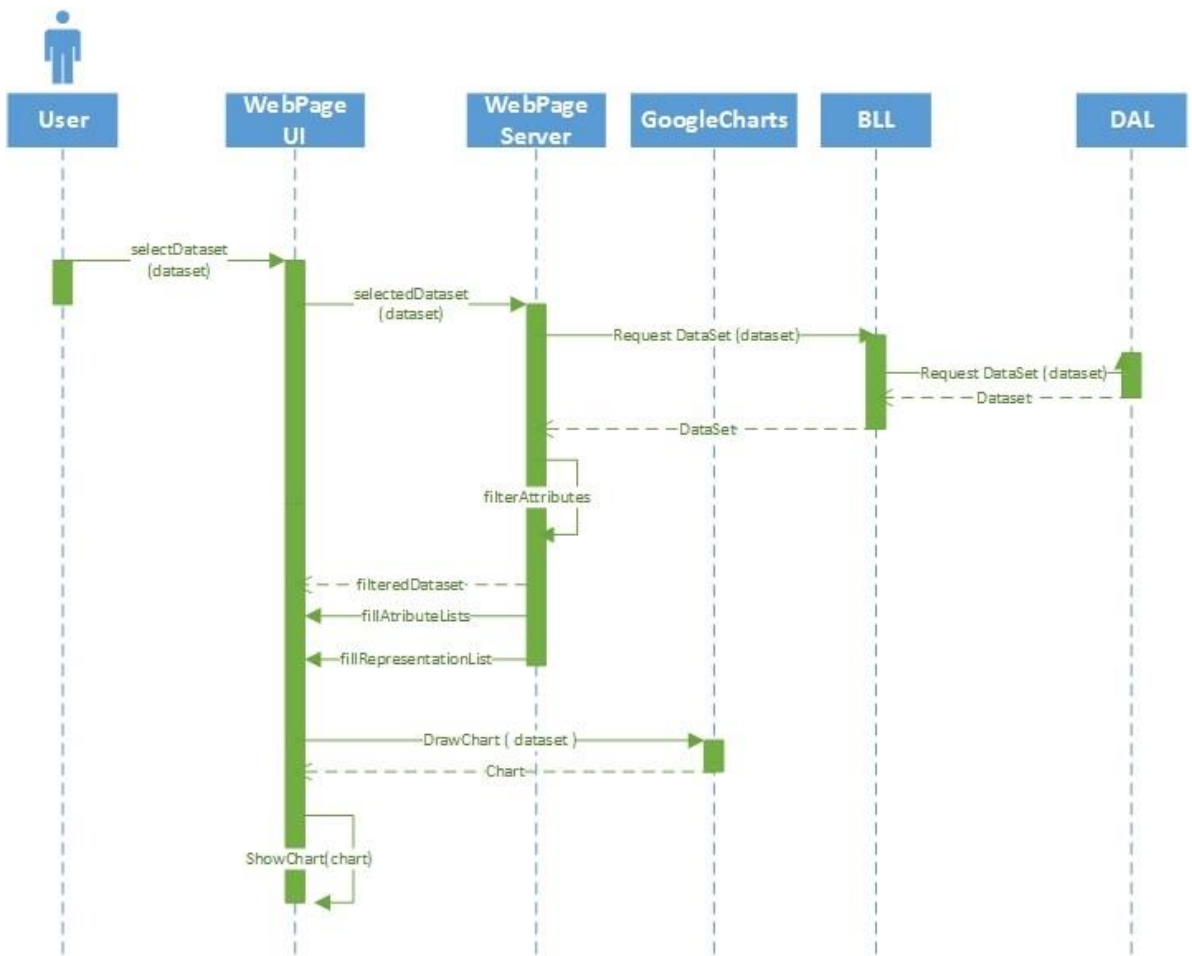 User
WebPage
UI
WebPage
Server
GoogleCharts
BLL
DAL
selectDataset
(dataset)
selectedDataset
(dataset)
Request DataSet (dataset)
Request DataSet ( dataset)
Dataset
DataSet
filterAttributes
filteredDataset
fillAtributeLists
fillRepresentationList
DrawChart ( dataset )
Chart
ShowChart( chart)